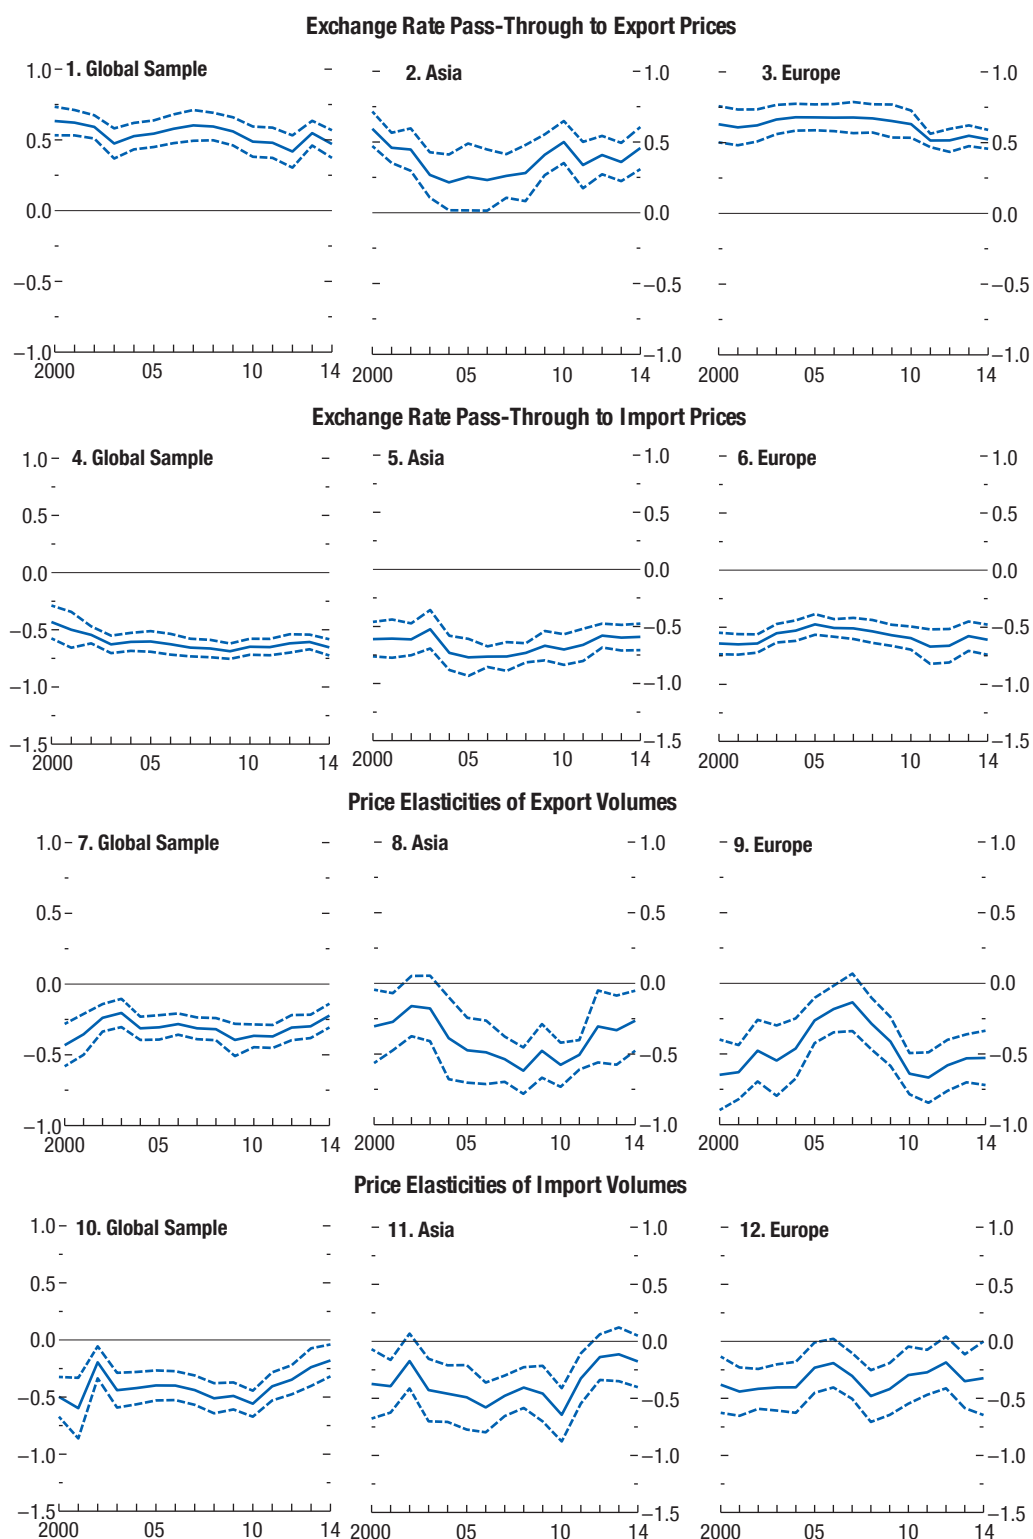 Exchange Rate Pass-Through to Export Prices
1. Global Sample
2. Asia
3. Europe
1.0
0.5
0.0
–0.5
–1.0
1.0
0.5
0.0
–0.5
–1.0
1.0
0.5
0.0
–0.5
–1.0
2000 05 10 14
2000 05 10 14
2000 05 10 14
Exchange Rate Pass-Through to Import Prices
4. Global Sample
5. Asia
6. Europe
1.0
0.5
0.0
–0.5
–1.0
–1.5
1.0
0.5
0.0
–0.5
–1.0
–1.5
1.0
0.5
0.0
–0.5
–1.0
–1.5
2000 05 10 14
2000 05 10 14
2000 05 10 14
Price Elasticities of Export Volumes
7. Global Sample
8. Asia
9. Europe
1.0
0.5
0.0
–0.5
–1.0
1.0
0.5
0.0
–0.5
–1.0
1.0
0.5
0.0
–0.5
–1.0
2000 05 10 14
2000 05 10 14
2000 05 10 14
Price Elasticities of Import Volumes
10. Global Sample
11. Asia
12. Europe
1.0
0.5
0.0
–0.5
–1.0
–1.5
1.0
0.5
0.0
–0.5
–1.0
–1.5
1.0
0.5
0.0
–0.5
–1.0
–1.5
2000 05 10 14
2000 05 10 14
2000 05 10 14